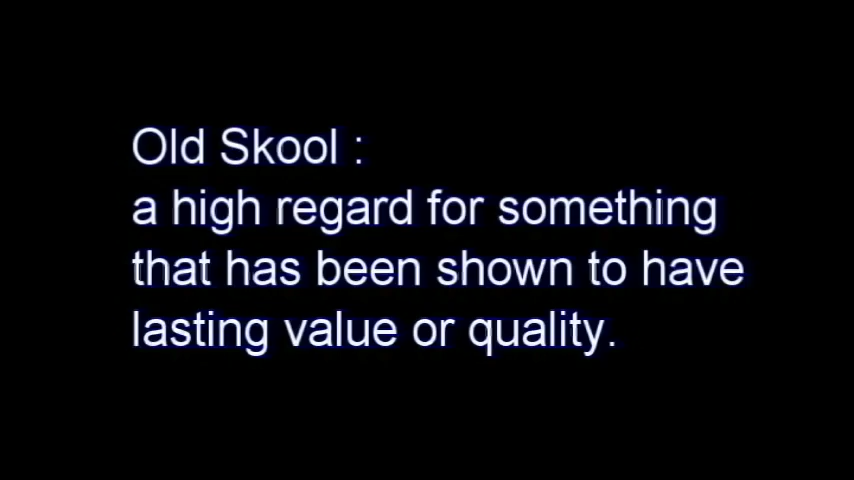 Old Skool :
a high regard for something
that has been shown to have
lasting value or quality.